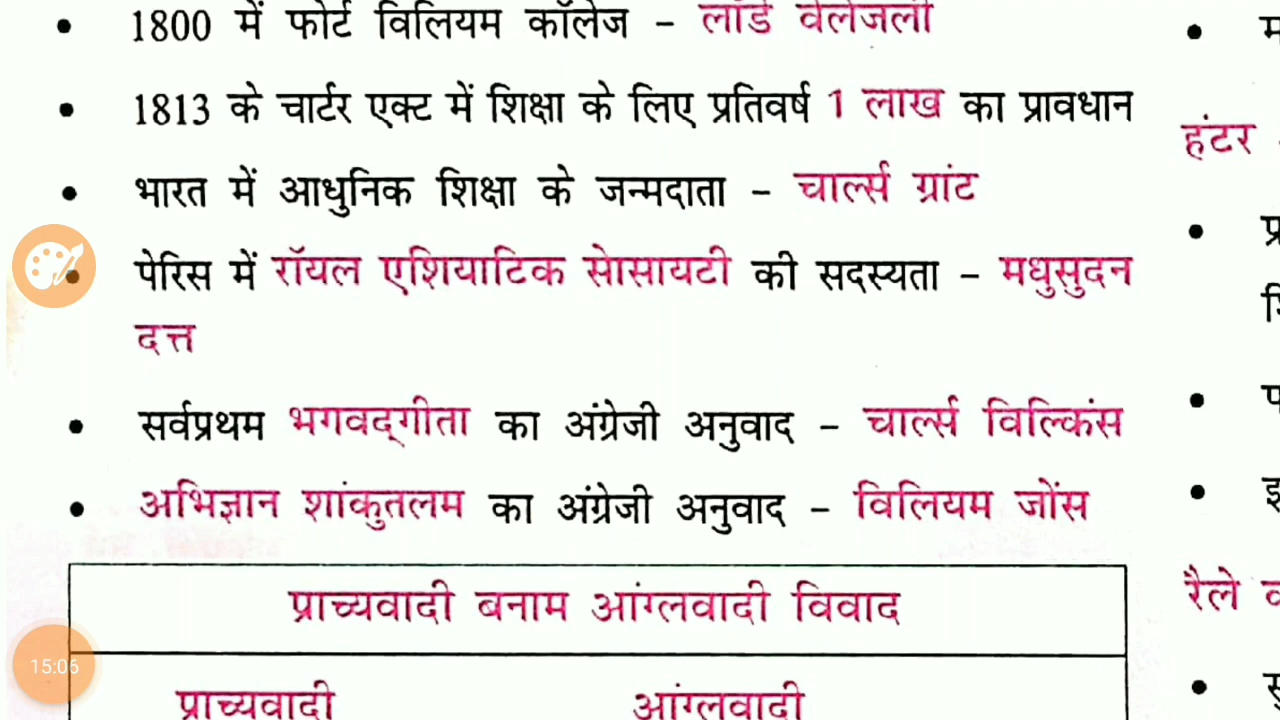 1800 में फोर्ट विलियम कॉलेज – लॉर्ड वेलेजली
1813 के चार्टर एक्ट में शिक्षा के लिए प्रतिवर्ष 1 लाख का प्रावधान
भारत में आधुनिक शिक्षा के जन्मदाता – चार्ल्स ग्रांट
पेरिस में रॉयल एशियाटिक सोसायटी की सदस्यता – मधुसुदन
दत्त
सर्वप्रथम भगवद्गीता का अंग्रेजी अनुवाद – चार्ल्स विल्किंस
अभिज्ञान शांकुतलम का अंग्रेजी अनुवाद – विलियम जोंस
प्राच्यवादी बनाम आंग्लवादी विवाद
प्राच्यवादी आंग्लवादी
हंटर
रैले
15:06